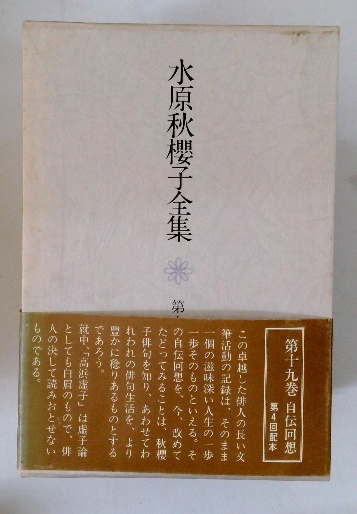 水原秋櫻子全集
第
第十九巻 自伝回想
第4回配本
この卓越した俳人の長い文
筆活動の記録は、そのまま
一個の滋味深い人生の一歩
一歩そのものといえる。そ
の自伝回想を、今、改めて
たどってみることは、秋櫻
子俳句を知り、あわせてわ
れわれの俳句生活を、より
豊かに稔りあるものとする
であろう。
就中、「高浜虚子」は虚子論
としても白眉のもので、俳
人の決して読みおとせない
ものである。